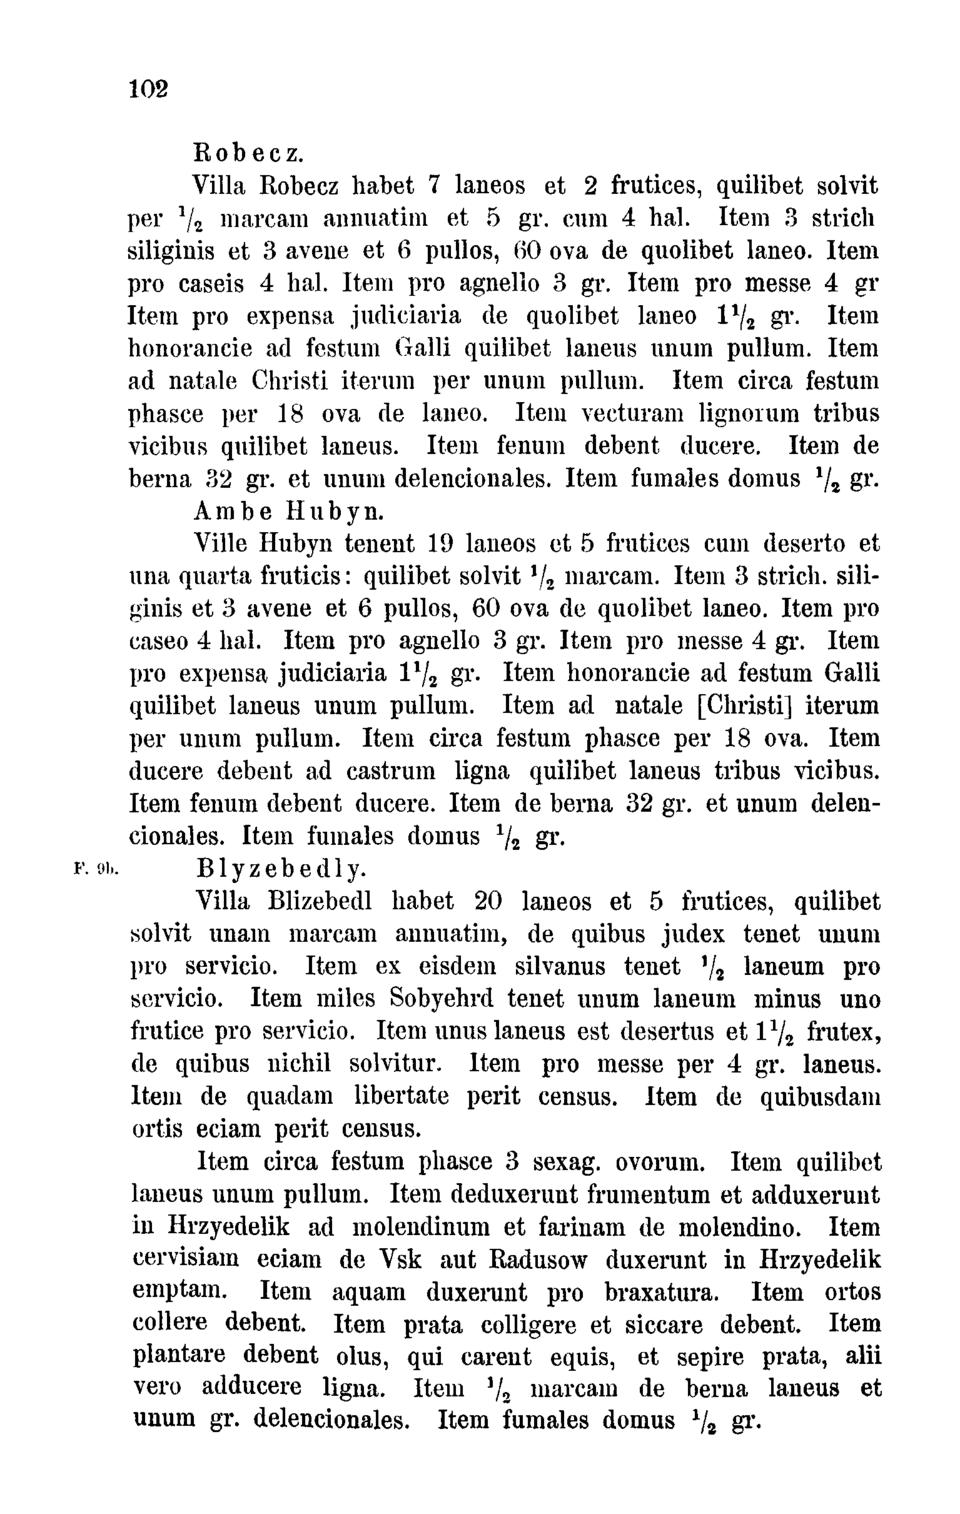 102
Robecz.
Villa Robecz habet 7 laneos et 2 frutices, quilibet solvit
per 1/2 marcam annuatim et 5 gr. cum 4 hal. Item 3 strich
siliginis et 3 avene et 6 pullos, 60 ova de quolibet laneo. Item
pro caseis 4 hal. Item pro agnello 3 gr. Item pro messe 4 gr
Item pro expensa judiciaria de quolibet laneo 1 1/2 gr. Item
honorancie ad festum Galli quilibet laneus unum pullum. Item
ad natale Christi iterum per unum pullum. Item circa festum
phasce per 18 ova de laneo. Item vecturam lignorum tribus
vicibus quilibet laneus. Item fenum debent ducere. Item de
berna 32 gr. et unum delencionales. Item fumales domus 1/2 gr.
Ambe Hubyn.
Ville Hubyn tenent 19 laneos et 5 frutices cum deserto et
una quarta fruticis: quilibet solvit 1/2 marcam. Item 3 strich. sili-
ginis et 3 avene et 6 pullos, 60 ova de quolibet laneo. Item pro
caseo 4 hal. Item pro agnello 3 gr. Item pro messe 4 gr. Item
pro expensa judiciaria 1 1/2 gr. Item honorancie ad festum Galli
quilibet laneus unum pullum. Item ad natale [Christi] iterum
per unum pullum. Item circa festum phasce per 18 ova. Item
ducere debent ad castrum ligna quilibet laneus tribus vicibus.
Item fenum debent ducere. Item de berna 32 gr. et unum delen-
cionales. Item fumales domus 1/2 gr.
F. 9b. Blyzebedly.
Villa Blizebedl habet 20 laneos et 5 frutices, quilibet
solvit unam marcam annuatim, de quibus judex tenet unum
pro servicio. Item ex eisdem silvanus tenet 1/2 laneum pro
servicio. Item miles Sobyehrd tenet unum laneum minus uno
frutice pro servicio. Item unus laneus est desertus et 1 1/2 frutex,
de quibus nichil solvitur. Item pro messe per 4 gr. laneus.
Item de quadam libertate perit census. Item de quibusdam
ortis eciam perit census.
Item circa festum phasce 3 sexag. ovorum. Item quilibet
laneus unum pullum. Item deduxerunt frumentum et adduxerunt
in Hrzyedelik ad molendinum et farinam de molendino. Item
cervisiam eciam de Vsk aut Radusow duxerunt in Hrzyedelik
emptam. Item aquam duxerunt pro braxatura. Item ortos
collere debent. Item prata colligere et siccare debent. Item
plantare debent olus, qui carent equis, et sepire prata, alii
vero adducere ligna. Item 1/2 marcam de berna laneus et
unum gr. delencionales. Item fumales domus 1/2 gr.